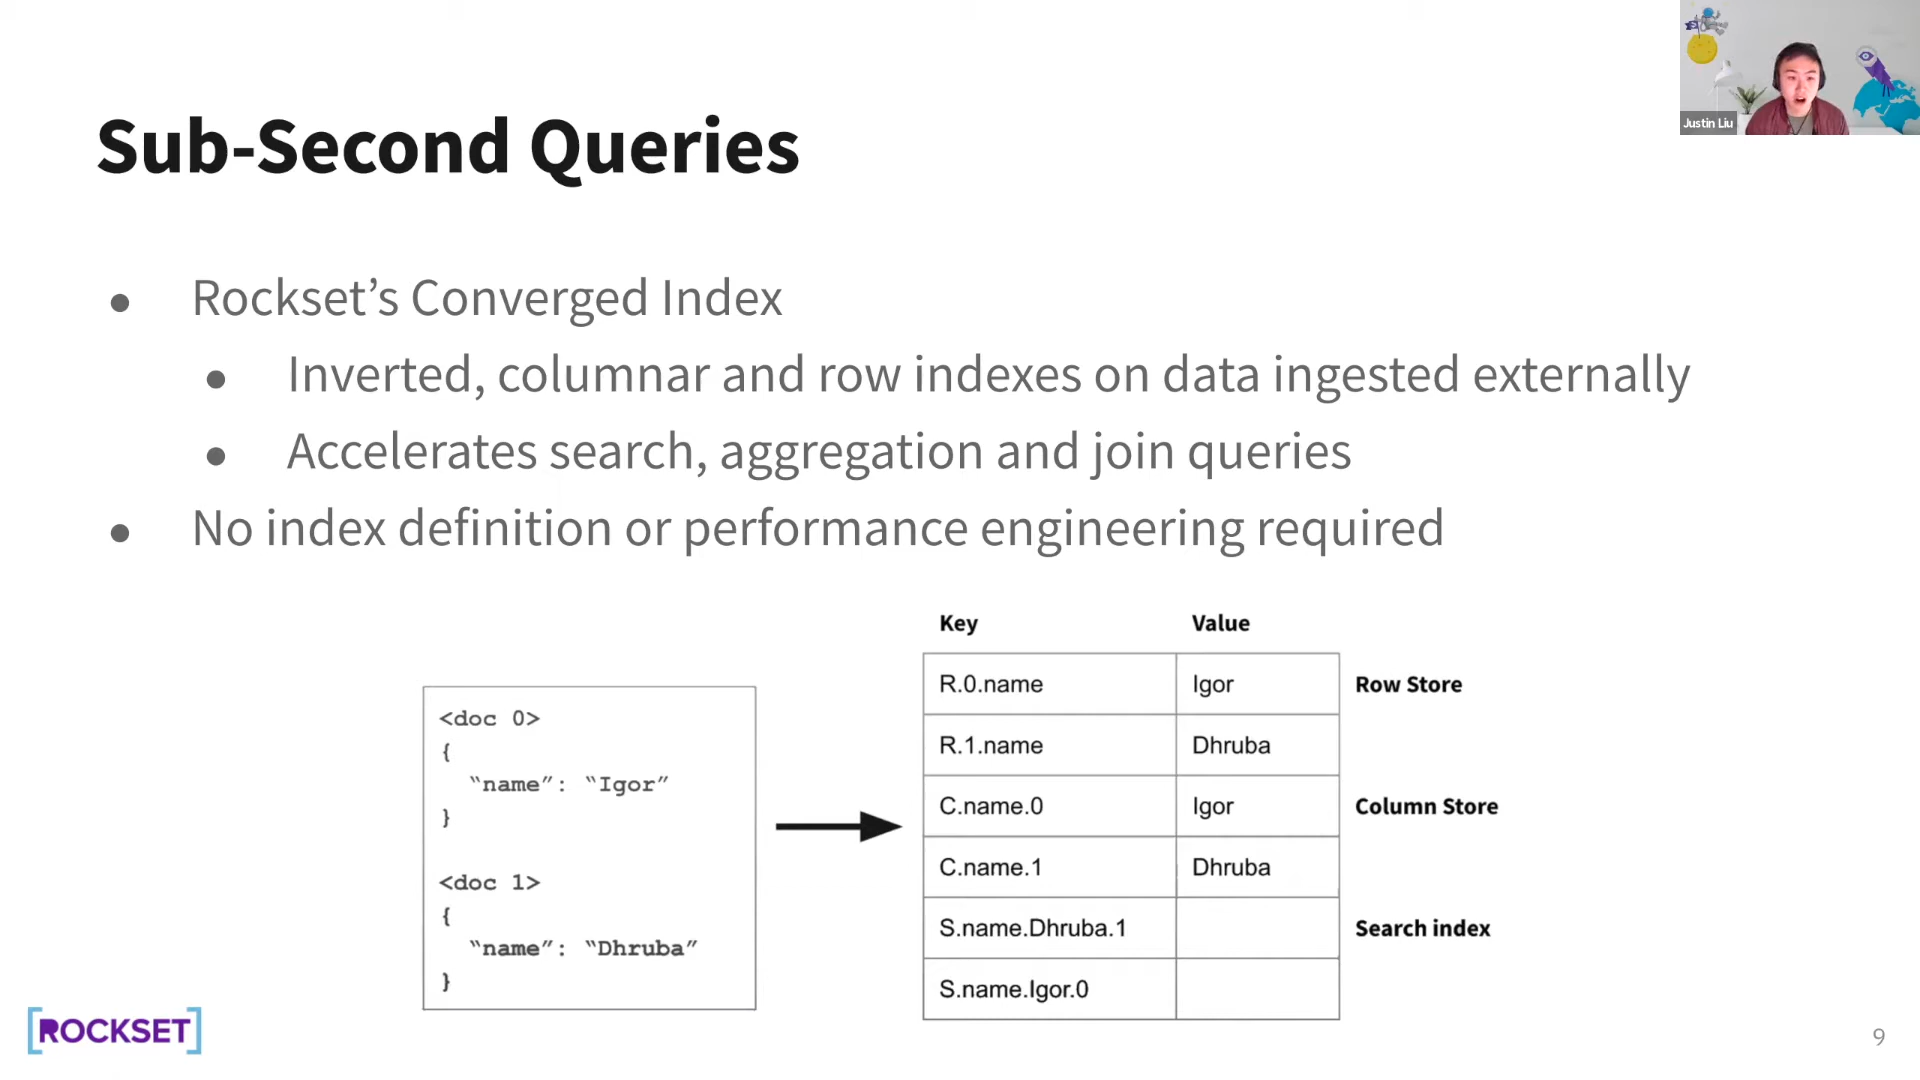 Justin Liu
Sub-Second Queries
● Rockset’s Converged Index
● Inverted, columnar and row indexes on data ingested externally
● Accelerates search, aggregation and join queries
● No index definition or performance engineering required
<doc 0>
{
“name”: “Igor”
}
<doc 1>
{
“name”: “Dhruba”
}
Key Value
R.0.name Igor Row Store
R.1.name Dhruba
C.name.0 Igor Column Store
C.name.1 Dhruba
S.name.Dhruba.1 Search index
S.name.Igor.0
[ROCKSET]
9